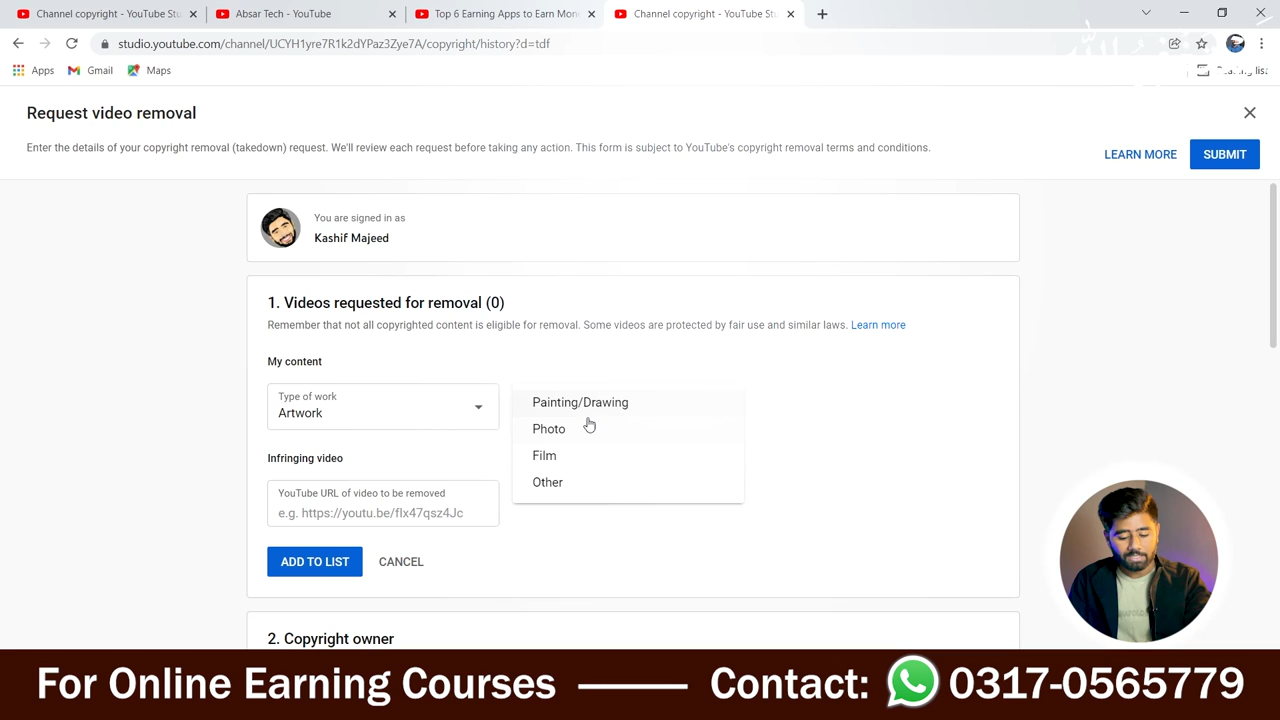 Channel copyright - YouTube Stu
Absar Tech - YouTube
Top 6 Earning Apps to Earn Mon
Channel copyright - YouTube Stu
studio.youtube.com/channel/UCYH1yre7R1k2dYPaz3Zye7A/copyright/history?d=tdf
Apps
Gmail
Maps
Request video removal
Enter the details of your copyright removal (takedown) request. We'll review each request before taking any action. This form is subject to YouTube's copyright removal terms and conditions.
LEARN MORE
SUBMIT
You are signed in as
Kashif Majeed
1. Videos requested for removal (0)
Remember that not all copyrighted content is eligible for removal. Some videos are protected by fair use and similar laws. Learn more
My content
Type of work
Artwork
Painting/Drawing
Photo
Film
Other
Infringing video
YouTube URL of video to be removed
e.g. https://youtu.be/flx47qsz4Jc
ADD TO LIST
CANCEL
2. Copyright owner
For Online Earning Courses —— Contact: 0317-0565779